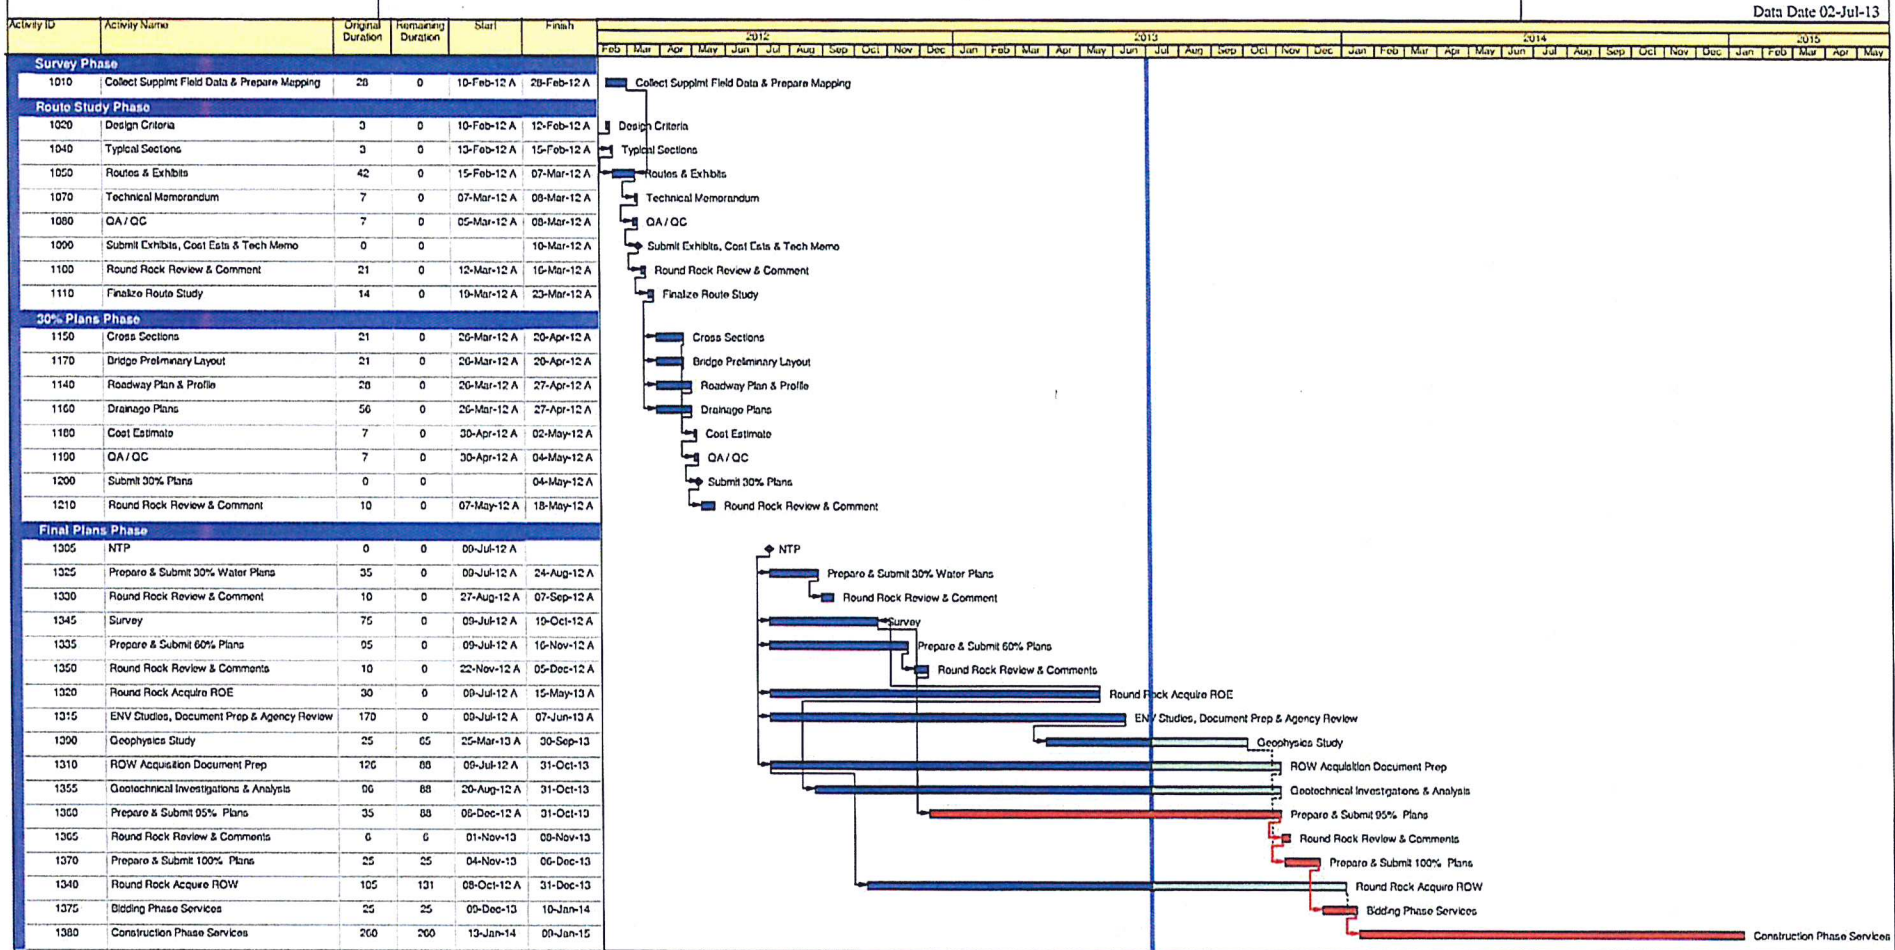 Data Date 02-Jul-13
Activity ID Activity Name Original Duration Remaining Duration Start Finish 2012 2013 2014 2015
Feb Mar Apr May Jun Jul Aug Sep Oct Nov Dec Jan Feb Mar Apr May Jun Jul Aug Sep Oct Nov Dec Jan Feb Mar Apr May Jun Jul Aug Sep Oct Nov Dec Jan Feb Mar Apr May
Survey Phase
1010 Collect Supplmt Field Data & Prepare Mapping 28 0 10-Feb-12 A 28-Feb-12 A Collect Supplmt Field Data & Prepare Mapping
Route Study Phase
1020 Design Criteria 3 0 10-Feb-12 A 12-Feb-12 A Design Criteria
1040 Typical Sections 3 0 13-Feb-12 A 15-Feb-12 A Typical Sections
1050 Routes & Exhibits 42 0 15-Feb-12 A 07-Mar-12 A Routes & Exhibits
1070 Technical Memorandum 7 0 07-Mar-12 A 08-Mar-12 A Technical Memorandum
1080 QA / QC 7 0 05-Mar-12 A 08-Mar-12 A QA / QC
1090 Submit Exhibits, Cost Ests & Tech Memo 0 0 10-Mar-12 A Submit Exhibits, Cost Ests & Tech Memo
1100 Round Rock Review & Comment 21 0 12-Mar-12 A 16-Mar-12 A Round Rock Review & Comment
1110 Finalize Route Study 14 0 19-Mar-12 A 23-Mar-12 A Finalize Route Study
30% Plans Phase
1150 Cross Sections 21 0 26-Mar-12 A 20-Apr-12 A Cross Sections
1170 Bridge Preliminary Layout 21 0 26-Mar-12 A 20-Apr-12 A Bridge Preliminary Layout
1140 Roadway Plan & Profile 28 0 26-Mar-12 A 27-Apr-12 A Roadway Plan & Profile
1160 Drainage Plans 56 0 26-Mar-12 A 27-Apr-12 A Drainage Plans
1180 Cost Estimate 7 0 30-Apr-12 A 02-May-12 A Cost Estimate
1190 QA / QC 7 0 30-Apr-12 A 04-May-12 A QA / QC
1200 Submit 30% Plans 0 0 04-May-12 A Submit 30% Plans
1210 Round Rock Review & Comment 10 0 07-May-12 A 18-May-12 A Round Rock Review & Comment
Final Plans Phase
1305 NTP 0 0 09-Jul-12 A NTP
1325 Prepare & Submit 30% Water Plans 35 0 09-Jul-12 A 24-Aug-12 A Prepare & Submit 30% Water Plans
1330 Round Rock Review & Comment 10 0 27-Aug-12 A 07-Sep-12 A Round Rock Review & Comment
1345 Survey 75 0 09-Jul-12 A 19-Oct-12 A Survey
1335 Prepare & Submit 60% Plans 95 0 09-Jul-12 A 16-Nov-12 A Prepare & Submit 60% Plans
1350 Round Rock Review & Comments 10 0 22-Nov-12 A 05-Dec-12 A Round Rock Review & Comments
1320 Round Rock Acquire ROE 30 0 09-Jul-12 A 15-May-13 A Round Rock Acquire ROE
1315 ENV Studies, Document Prep & Agency Review 170 0 09-Jul-12 A 07-Jun-13 A ENV Studies, Document Prep & Agency Review
1390 Geophysics Study 25 65 25-Mar-13 A 30-Sep-13 Geophysics Study
1310 ROW Acquisition Document Prep 126 88 09-Jul-12 A 31-Oct-13 ROW Acquisition Document Prep
1355 Geotechnical Investigations & Analysis 96 88 20-Aug-12 A 31-Oct-13 Geotechnical Investigations & Analysis
1360 Prepare & Submit 95% Plans 35 88 06-Dec-12 A 31-Oct-13 Prepare & Submit 95% Plans
1365 Round Rock Review & Comments 6 6 01-Nov-13 08-Nov-13 Round Rock Review & Comments
1370 Prepare & Submit 100% Plans 25 25 04-Nov-13 06-Dec-13 Prepare & Submit 100% Plans
1340 Round Rock Acquire ROW 105 131 08-Oct-12 A 31-Dec-13 Round Rock Acquire ROW
1375 Bidding Phase Services 25 25 09-Dec-13 10-Jan-14 Bidding Phase Services
1380 Construction Phase Services 260 260 13-Jan-14 09-Jan-15 Construction Phase Services